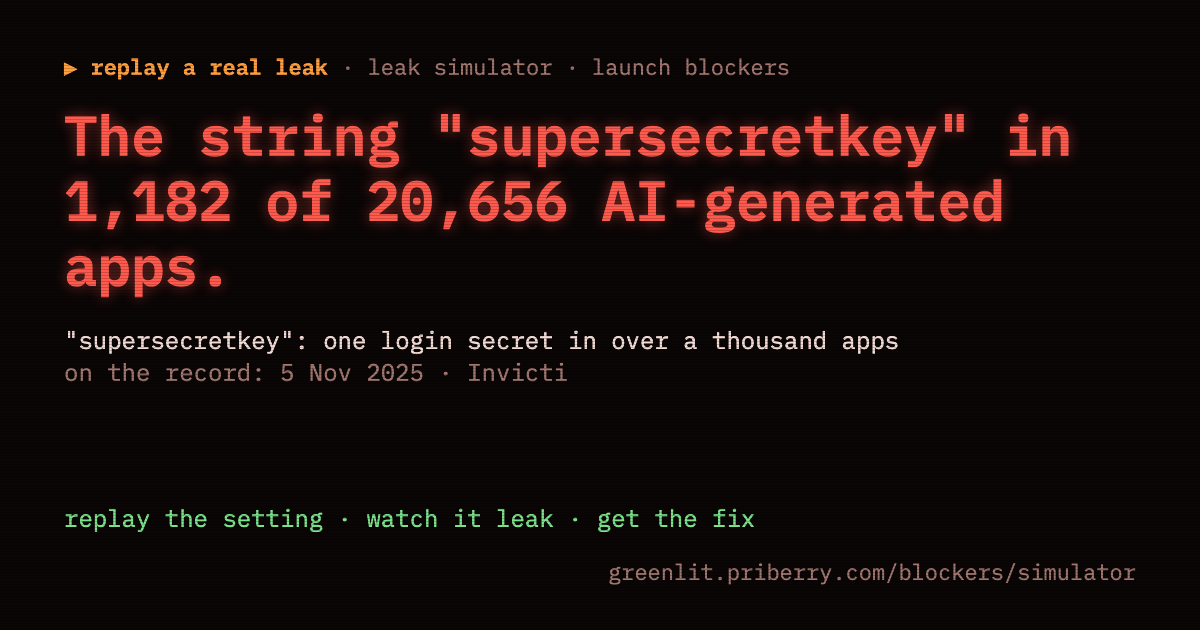 ▶ replay a real leak · leak simulator · launch blockers
The string "supersecretkey" in
1,182 of 20,656 AI-generated
apps.
"supersecretkey": one login secret in over a thousand apps
on the record: 5 Nov 2025 · Invicti
replay the setting · watch it leak · get the fix
greenlit.priberry.com/blockers/simulator